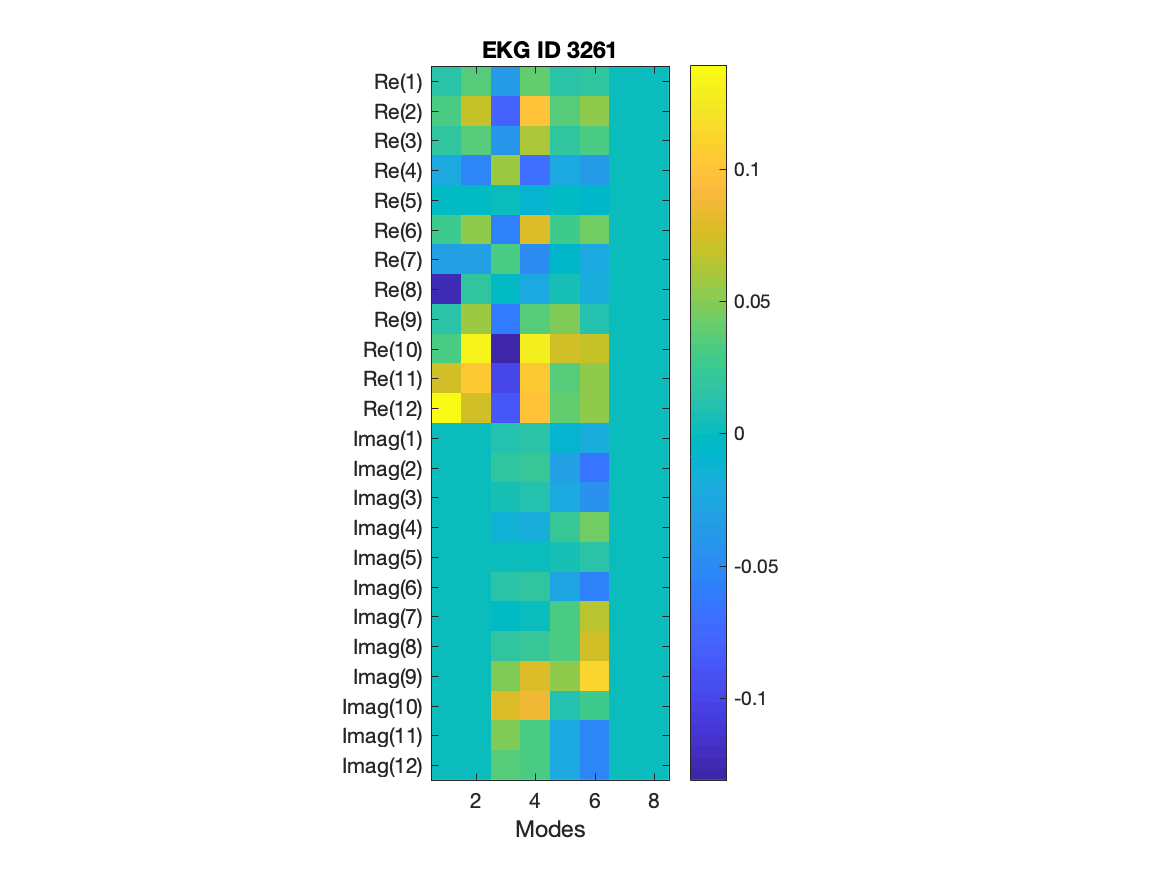 EKG ID 3261
Re(1)
Re(2)
Re(3)
Re(4)
Re(5)
Re(6)
Re(7)
Re(8)
Re(9)
Re(10)
Re(11)
Re(12)
Imag(1)
Imag(2)
Imag(3)
Imag(4)
Imag(5)
Imag(6)
Imag(7)
Imag(8)
Imag(9)
Imag(10)
Imag(11)
Imag(12)
2 4 6 8
Modes
0.1
0.05
0
-0.05
-0.1